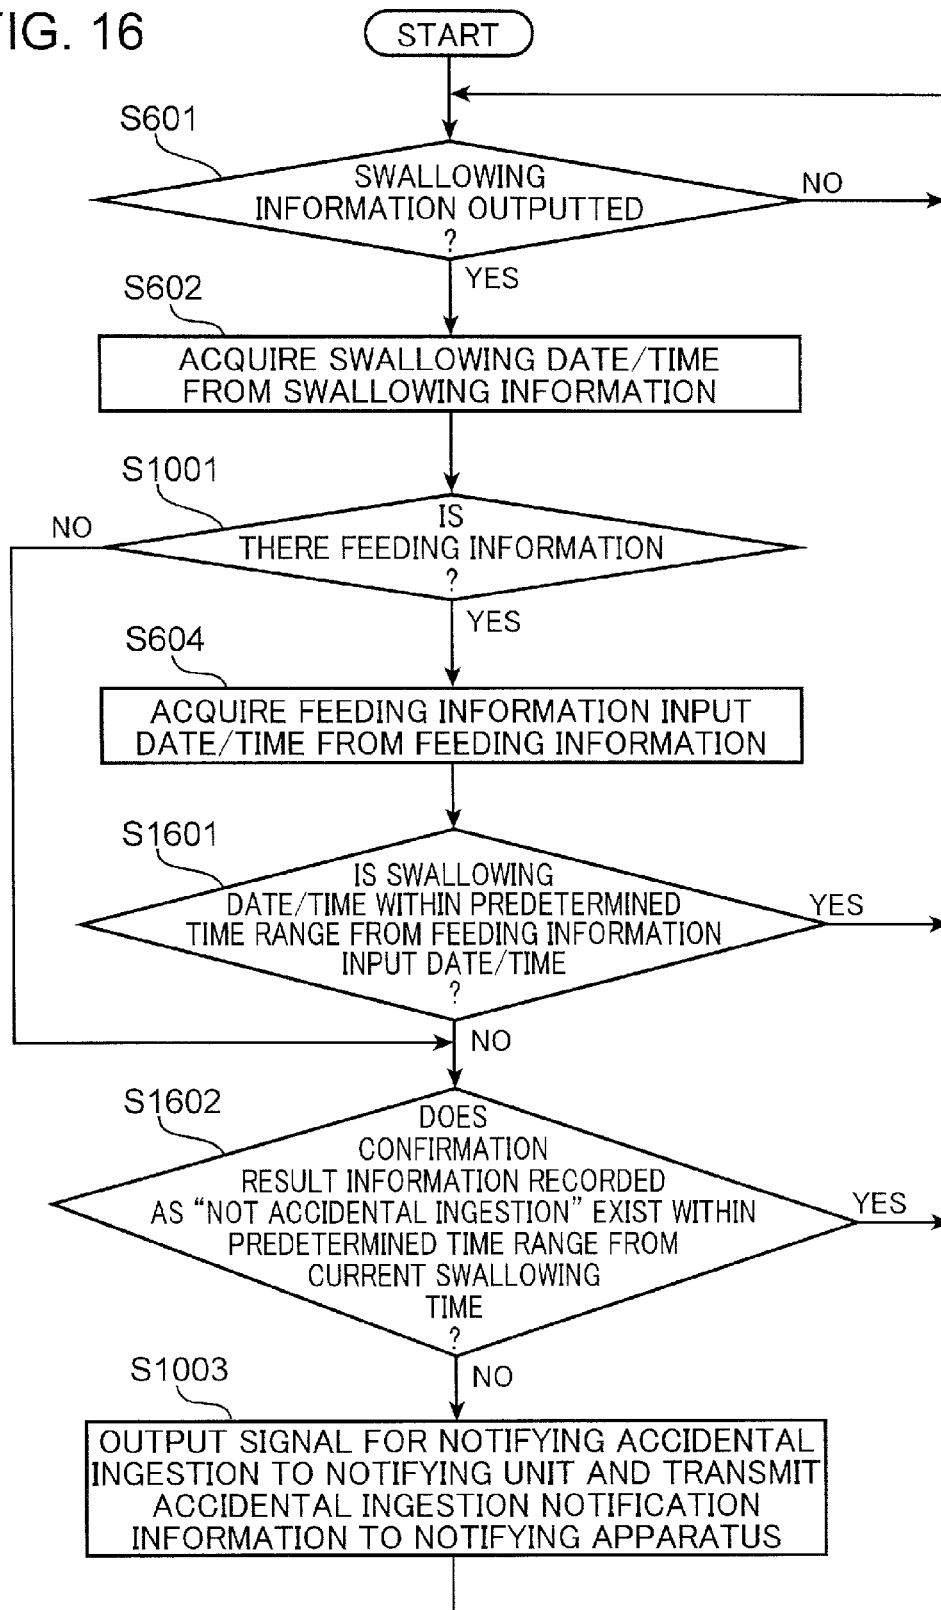 FIG. 16
START
S601
SWALLOWING
INFORMATION OUTPUTTED
?
NO
YES
S602
ACQUIRE SWALLOWING DATE/TIME
FROM SWALLOWING INFORMATION
S1001
NO
IS
THERE FEEDING INFORMATION
?
YES
S604
ACQUIRE FEEDING INFORMATION INPUT
DATE/TIME FROM FEEDING INFORMATION
S1601
IS SWALLOWING
DATE/TIME WITHIN PREDETERMINED
TIME RANGE FROM FEEDING INFORMATION
INPUT DATE/TIME
?
YES
NO
S1602
DOES
CONFIRMATION
RESULT INFORMATION RECORDED
AS “NOT ACCIDENTAL INGESTION” EXIST WITHIN
PREDETERMINED TIME RANGE FROM
CURRENT SWALLOWING
TIME
?
YES
NO
S1003
OUTPUT SIGNAL FOR NOTIFYING ACCIDENTAL
INGESTION TO NOTIFYING UNIT AND TRANSMIT
ACCIDENTAL INGESTION NOTIFICATION
INFORMATION TO NOTIFYING APPARATUS